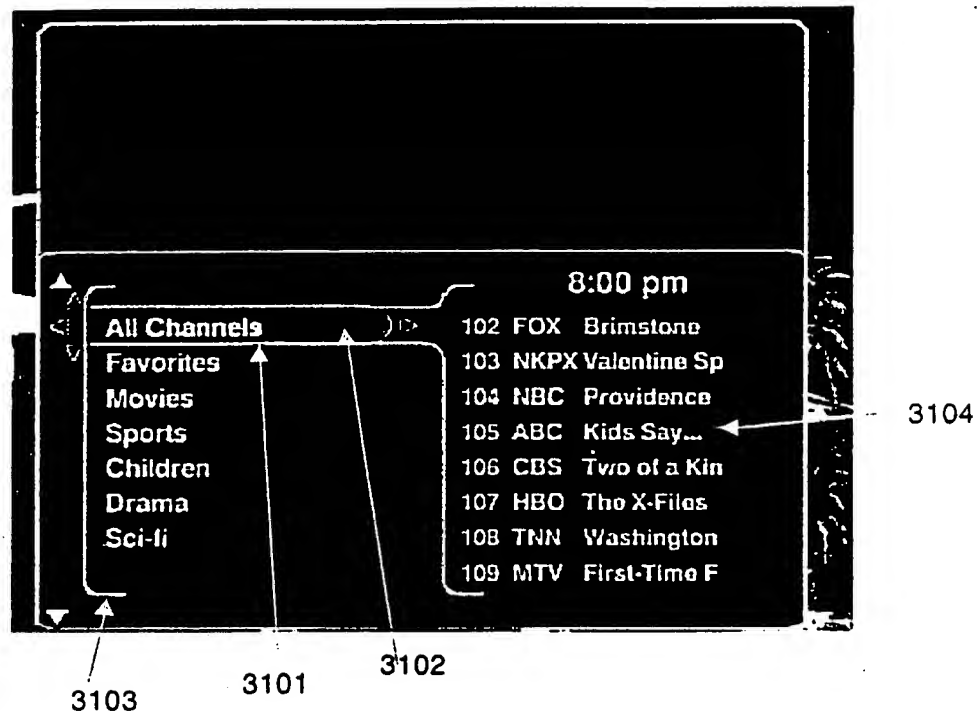 8:00 pm
All Channels
Favorites
Movies
Sports
Children
Drama
Sci-fi
102 FOX Brimstone
103 NKPX Valentine Sp
104 NBC Providence
105 ABC Kids Say...
106 CBS Two of a Kin
107 HBO The X-Files
108 TNN Washington
109 MTV First-Time F
3104
3103
3101
3102